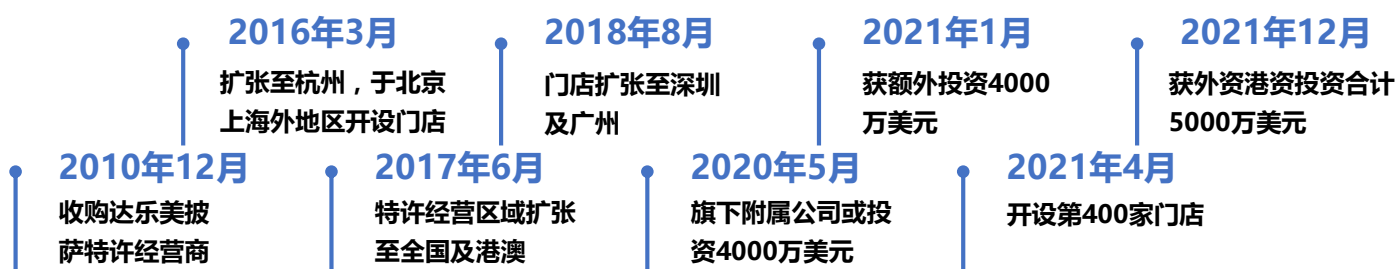 2016年3月
扩张至杭州，于北京
上海外地区开设门店
2018年8月
门店扩张至深圳
及广州
2021年1月
获额外投资4000
万美元
2021年12月
获外资港资投资合计
5000万美元
2010年12月
收购达乐美披
萨特许经营商
2017年6月
特许经营区域扩张
至全国及港澳
2020年5月
旗下附属公司或投
资4000万美元
2021年4月
开设第400家门店